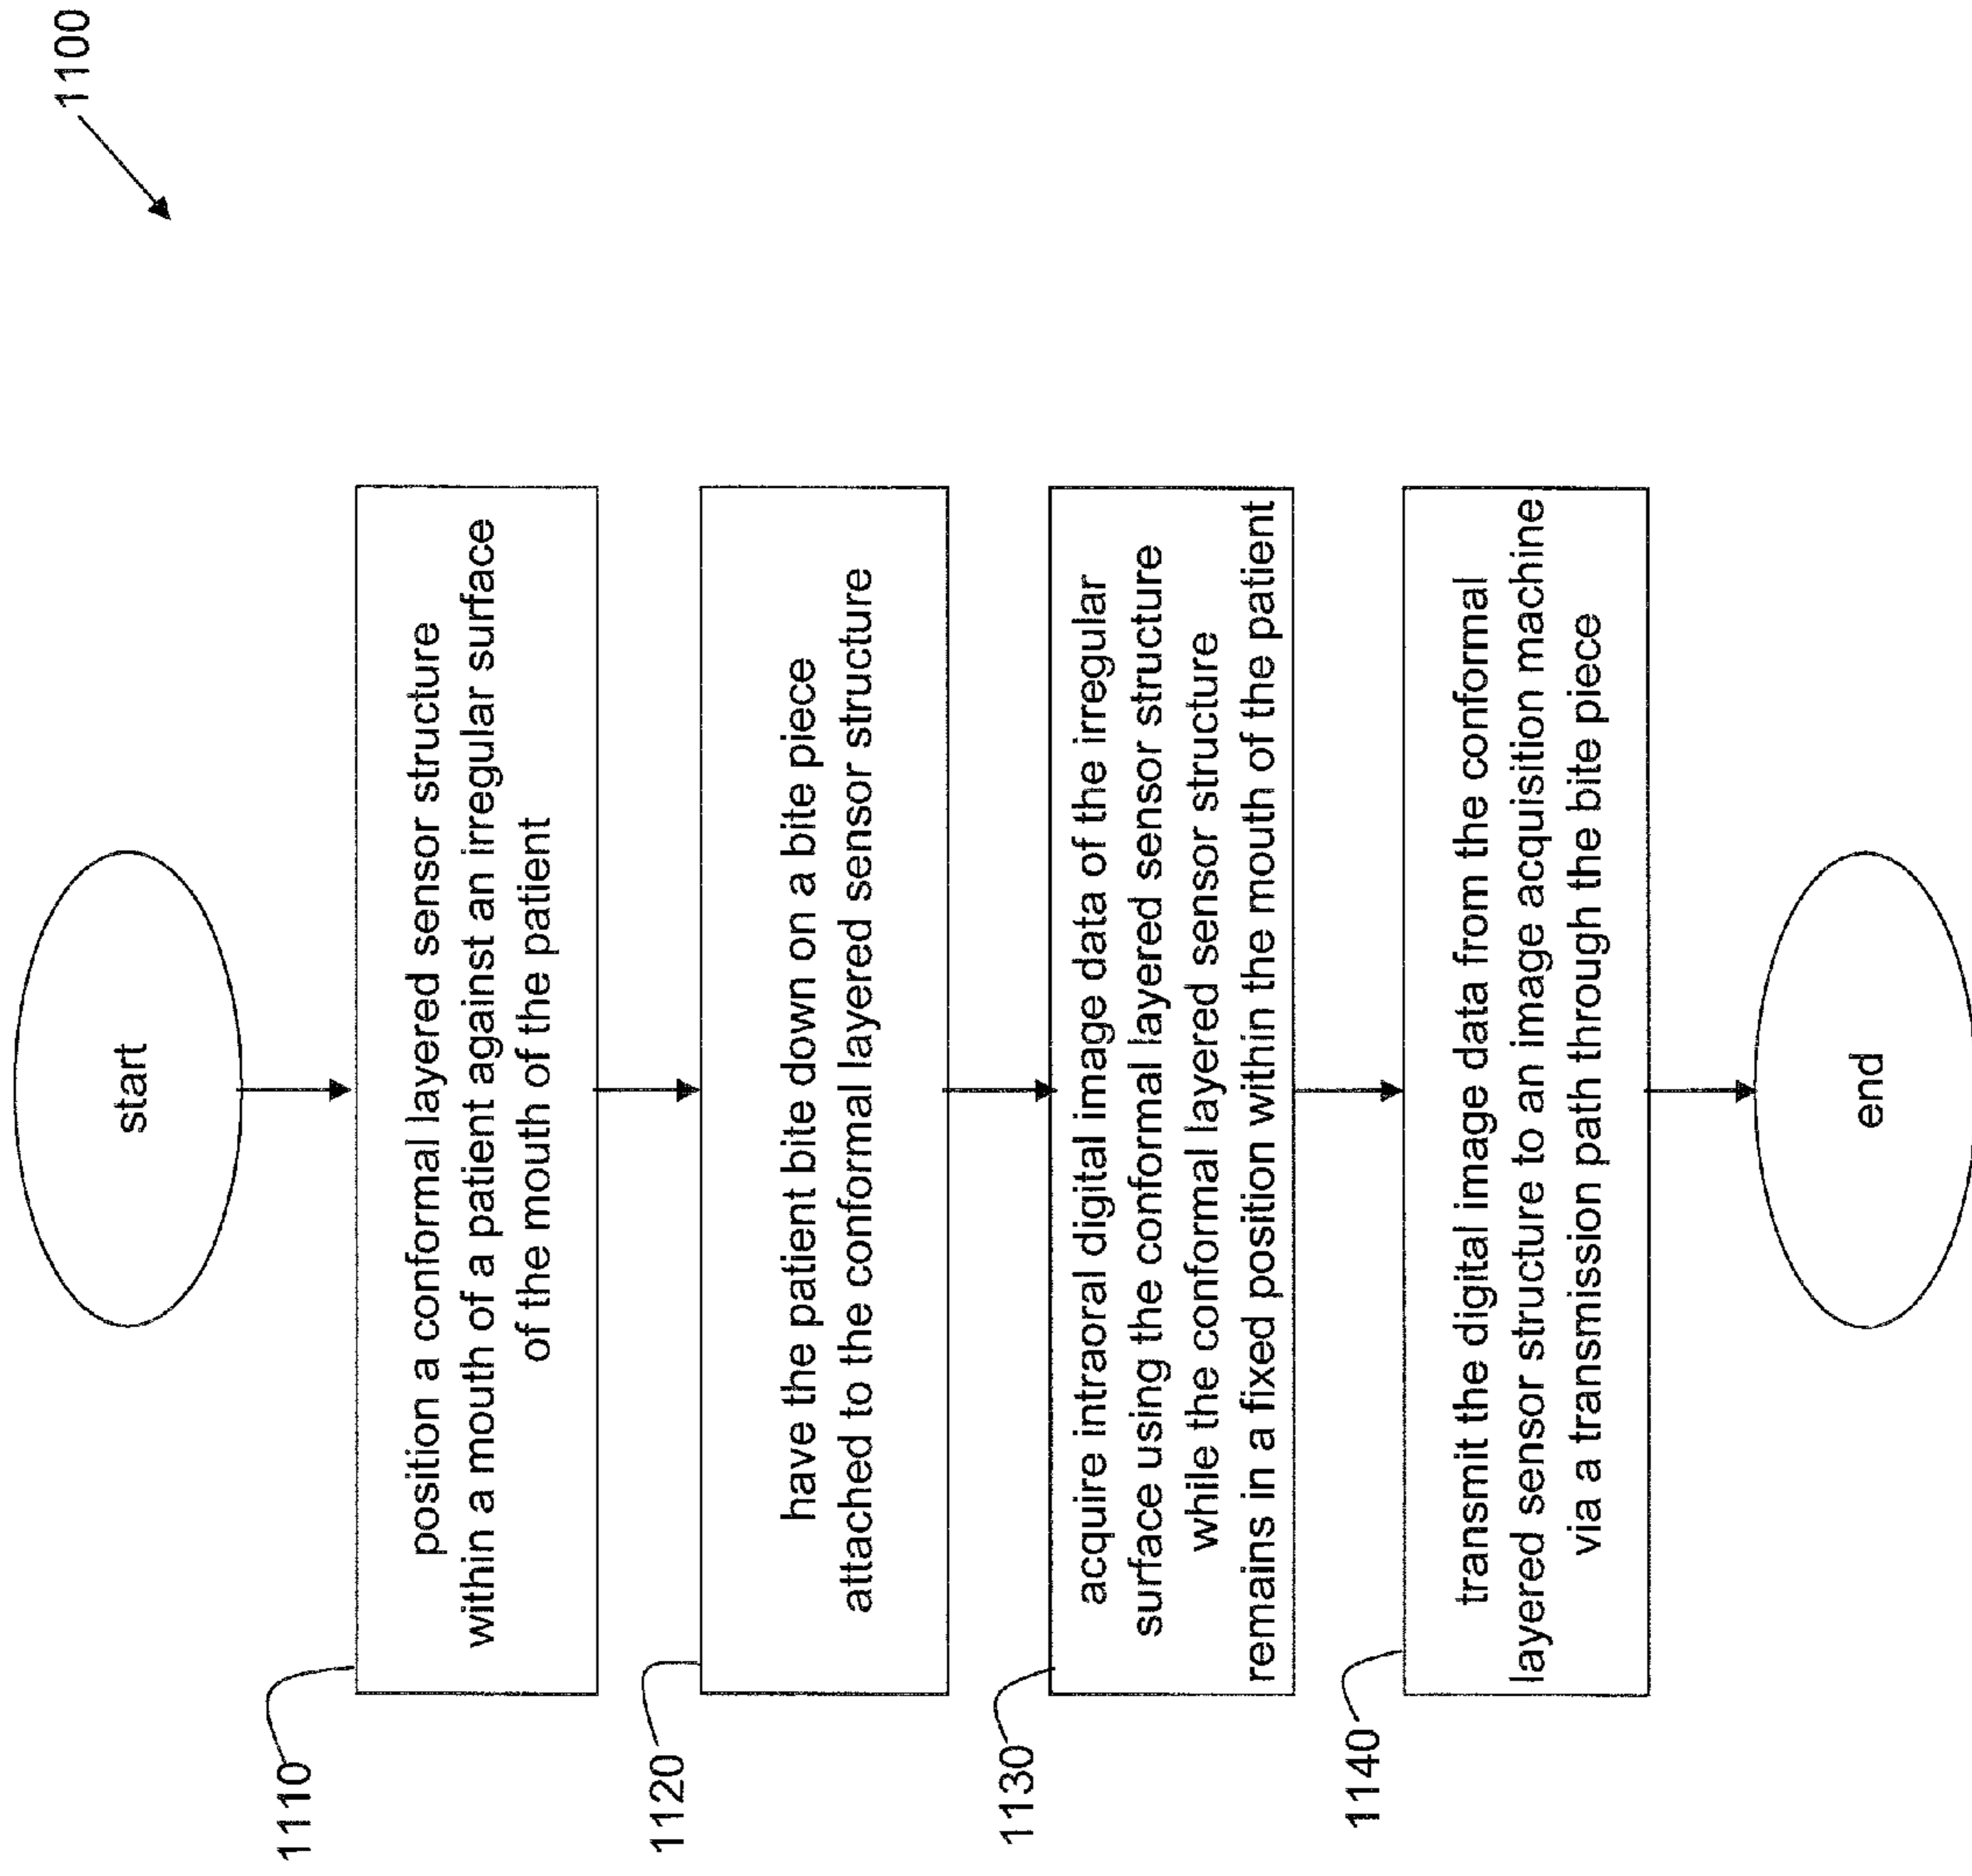 1100
start
1110
position a conformal layered sensor structure
within a mouth of a patient against an irregular surface
of the mouth of the patient
1120
have the patient bite down on a bite piece
attached to the conformal layered sensor structure
1130
acquire intraoral digital image data of the irregular
surface using the conformal layered sensor structure
while the conformal layered sensor structure
remains in a fixed position within the mouth of the patient
1140
transmit the digital image data from the conformal
layered sensor structure to an image acquisition machine
via a transmission path through the bite piece
end